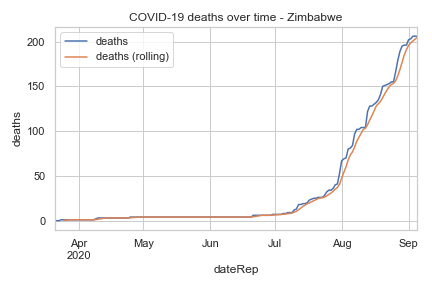 COVID-19 deaths over time - Zimbabwe
deaths
deaths (rolling)
200
150
100
50
0
deaths
Apr May Jun Jul Aug Sep
2020
dateRep